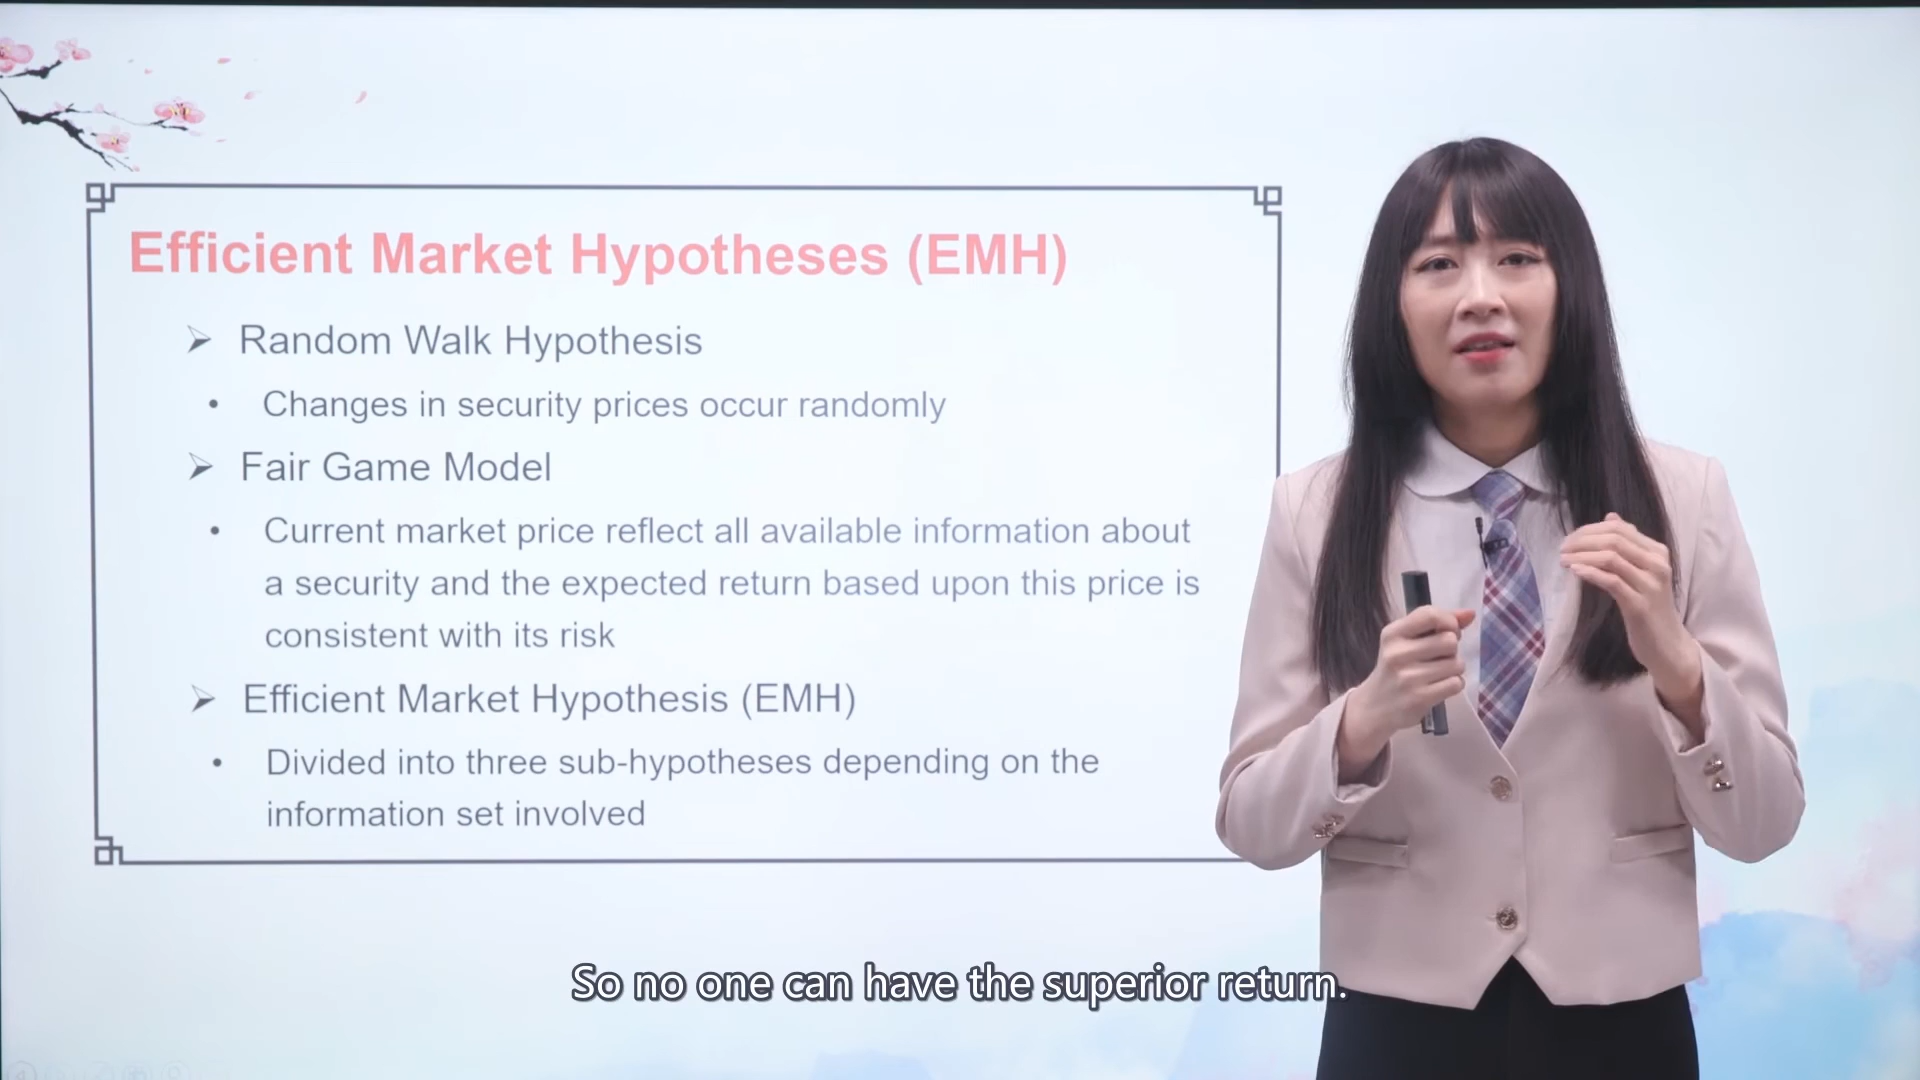 Efficient Market Hypotheses (EMH)
➢ Random Walk Hypothesis
• Changes in security prices occur randomly
➢ Fair Game Model
• Current market price reflect all available information about
a security and the expected return based upon this price is
consistent with its risk
➢ Efficient Market Hypothesis (EMH)
• Divided into three sub-hypotheses depending on the
information set involved
So no one can have the superior return.